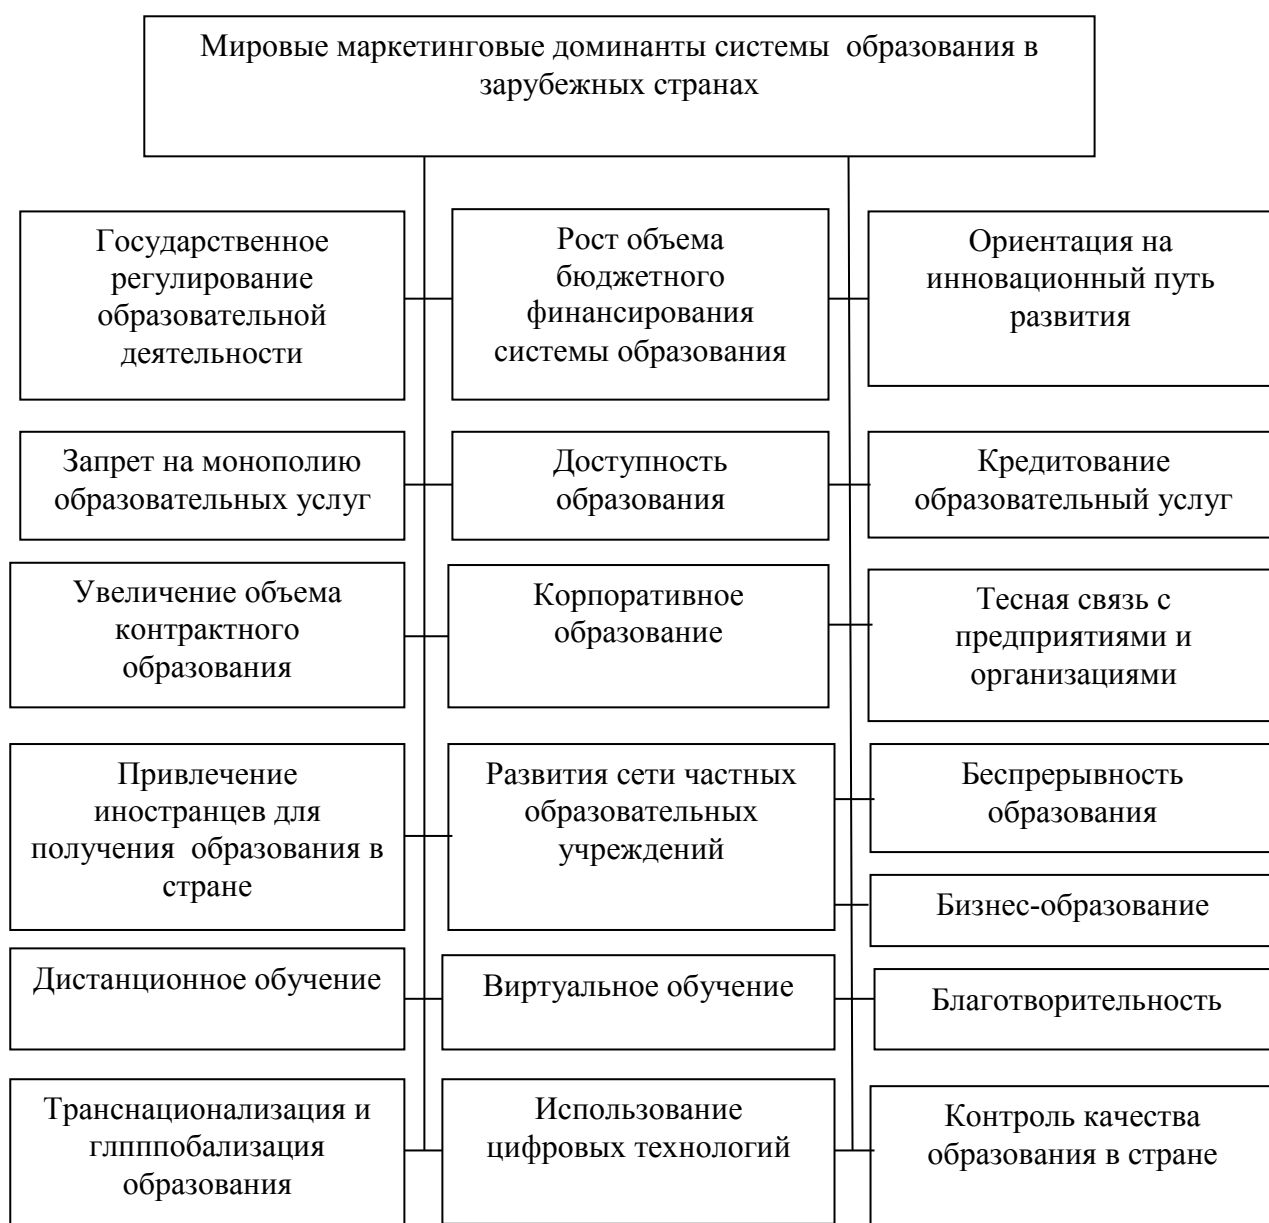 Мировые маркетинговые доминанты системы образования в
зарубежных странах
Государственное
регулирование
образовательной
деятельности
Рост объема
бюджетного
финансирования
системы образования
Ориентация на
инновационный путь
развития
Запрет на монополию
образовательных услуг
Доступность
образования
Кредитование
образовательный услуг
Увеличение объема
контрактного
образования
Корпоративное
образование
Тесная связь с
предприятиями и
организациями
Привлечение
иностранцев для
получения образования в
стране
Развития сети частных
образовательных
учреждений
Беспрерывность
образования
Бизнес-образование
Дистанционное обучение
Виртуальное обучение
Благотворительность
Транснационализация и
глпппобализация
образования
Использование
цифровых технологий
Контроль качества
образования в стране